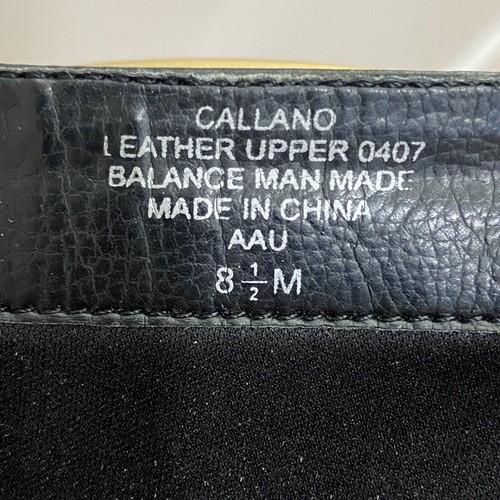 CALLANO
LEATHER UPPER 0407
BALANCE MAN MADE
MADE IN CHINA
AAU
8 1/2 M